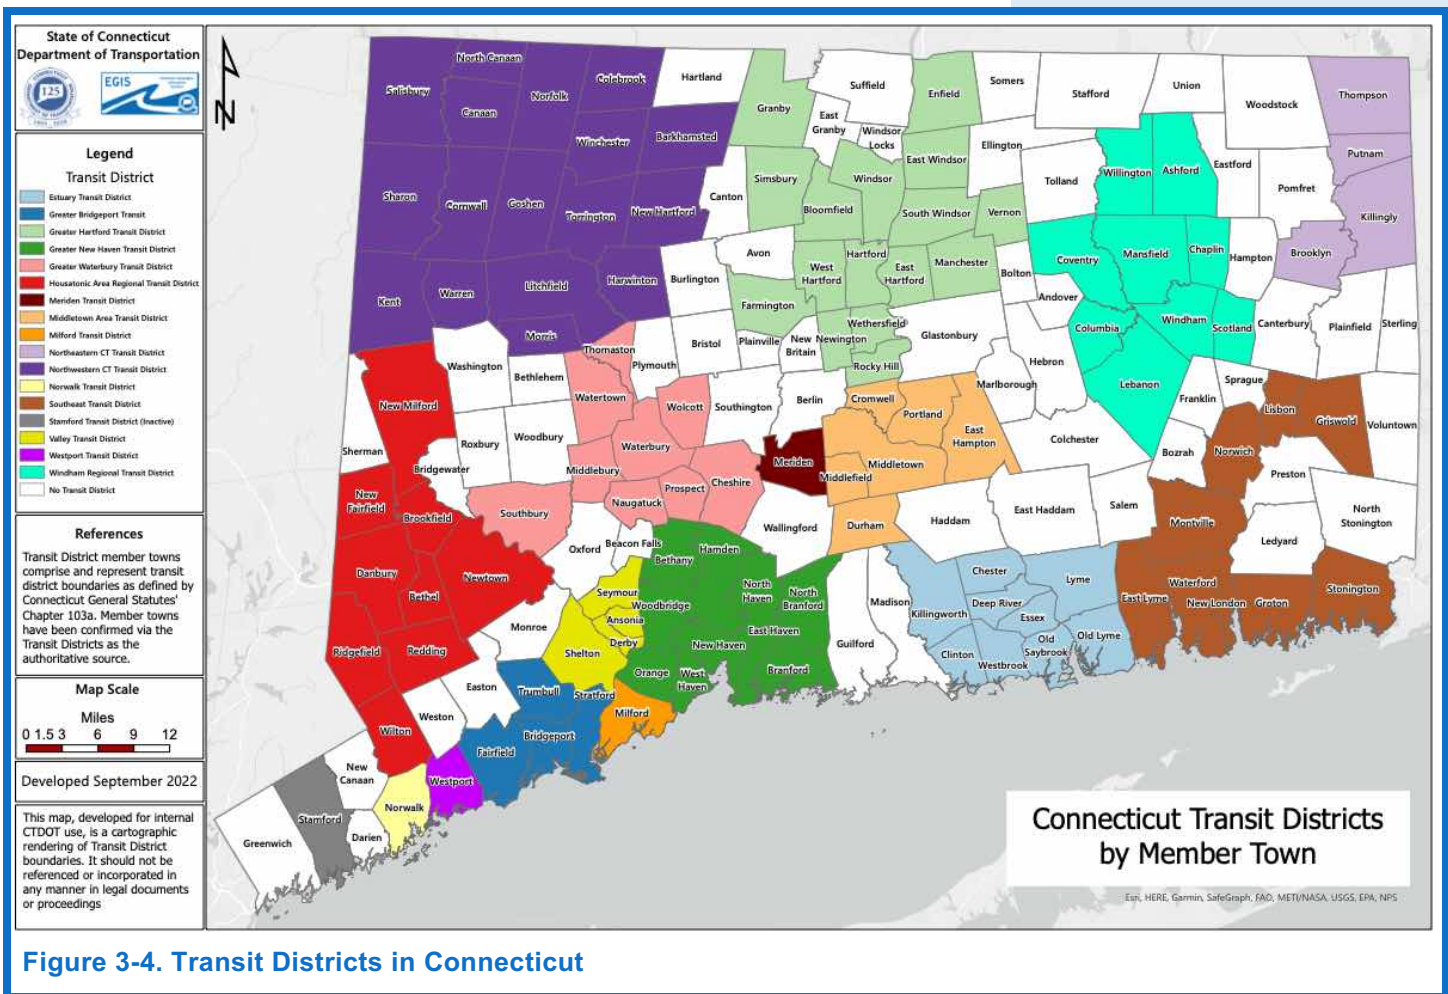 State of Connecticut
Department of Transportation
CONNECTICUT
125
EGIS
N
Legend
Transit District
Estuary Transit District
Greater Bridgeport Transit
Greater Hartford Transit District
Greater New Haven Transit District
Greater Waterbury Transit District
Housatonic Area Regional Transit District
Meriden Transit District
Middletown Area Transit District
Milford Transit District
Northeastern CT Transit District
Northwestern CT Transit District
Norwalk Transit District
Southeast Transit District
Stamford Transit District (Inactive)
Valley Transit District
Westport Transit District
Windham Regional Transit District
No Transit District
References
Transit District member towns
comprise and represent transit
district boundaries as defined by
Connecticut General Statutes'
Chapter 103a. Member towns
have been confirmed via the
Transit Districts as the
authoritative source.
Map Scale
Miles
0 1.5 3 6 9 12
Developed September 2022
This map, developed for internal
CTDOT use, is a cartographic
rendering of Transit District
boundaries. It should not be
referenced or incorporated in
any manner in legal documents
or proceedings
North Canaan
Salisbury
Canaan
Norfolk
Colebrook
Hartland
Granby
Suffield
East
Granby
Windsor
Locks
Enfield
Somers
Stafford
Union
Woodstock
Thompson
Winchester
Barkhamsted
East Windsor
Ellington
Putnam
Sharon
Cornwall
Goshen
Torrington
New Hartford
Canton
Simsbury
Bloomfield
Windsor
South Windsor
Vernon
Tolland
Willington
Ashford
Eastford
Pomfret
Killingly
Kent
Warren
Litchfield
Harwinton
Burlington
Avon
West
Hartford
Hartford
East
Hartford
Manchester
Bolton
Coventry
Mansfield
Chaplin
Hampton
Brooklyn
Morris
Farmington
Andover
Washington
Bethlehem
Thomaston
Plymouth
Bristol
Plainville
New
Britain
Newington
Wethersfield
Rocky Hill
Glastonbury
Hebron
Columbia
Windham
Scotland
Canterbury
Plainfield
Sterling
New Milford
Watertown
Wolcott
Southington
Berlin
Cromwell
Portland
East
Hampton
Marlborough
Lebanon
Franklin
Sprague
Lisbon
Griswold
Voluntown
Sherman
Bridgewater
Roxbury
Woodbury
Waterbury
Middlebury
Meriden
Middlefield
Middletown
Colchester
Bozrah
Norwich
Preston
New
Fairfield
Brookfield
Southbury
Naugatuck
Prospect
Cheshire
Wallingford
Durham
Haddam
East Haddam
Salem
Montville
Ledyard
North
Stonington
Danbury
Bethel
Newtown
Oxford
Beacon Falls
Bethany
Hamden
Seymour
Woodbridge
North
Haven
North
Branford
Madison
Killingworth
Chester
Deep River
Essex
Lyme
East Lyme
Waterford
New London
Groton
Stonington
Ridgefield
Redding
Monroe
Ansonia
Derby
Shelton
New Haven
East Haven
Guilford
Clinton
Westbrook
Old
Saybrook
Old Lyme
Orange
West
Haven
Branford
Easton
Weston
Trumbull
Stratford
Milford
Wilton
Bridgeport
Fairfield
Westport
New
Canaan
Norwalk
Stamford
Darien
Greenwich
Connecticut Transit Districts
by Member Town
Esri, HERE, Garmin, SafeGraph, FAO, METI/NASA, USGS, EPA, NPS
Figure 3-4. Transit Districts in Connecticut